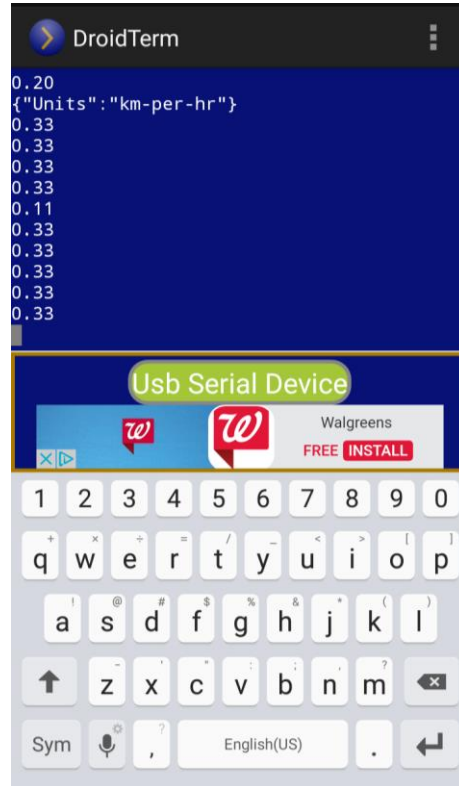 DroidTerm
0.20
{"Units":"km-per-hr"}
0.33
0.33
0.33
0.33
0.11
0.33
0.33
0.33
0.33
0.33
Usb Serial Device
Walgreens
FREE INSTALL
1 2 3 4 5 6 7 8 9 0
+ × ÷ = / _ < > [ ]
q w e r t y u i o p
! @ # $ % & * ( )
a s d f g h j k l
- ' " : ; , ?
z x c v b n m
?
Sym , English(US) .